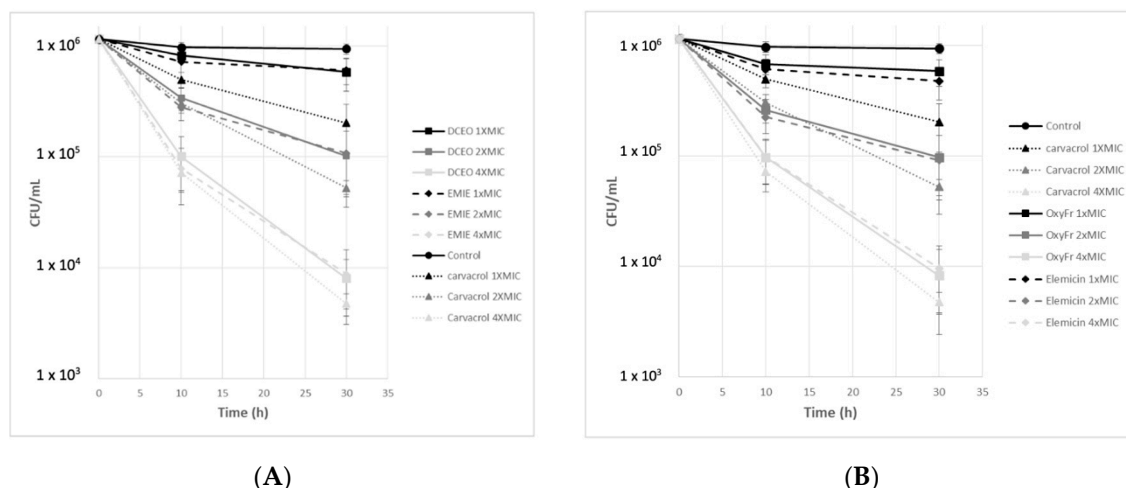 1 x 10⁶
1 x 10⁵
1 x 10⁴
1 x 10³
CFU/mL
0 5 10 15 20 25 30 35
Time (h)
DCEO 1XMIC
DCEO 2XMIC
DCEO 4XMIC
EMIE 1xMIC
EMIE 2xMIC
EMIE 4xMIC
Control
carvacrol 1XMIC
Carvacrol 2XMIC
Carvacrol 4XMIC
(A)
1 x 10⁶
1 x 10⁵
1 x 10⁴
1 x 10³
CFU/mL
0 5 10 15 20 25 30 35
Time (h)
Control
carvacrol 1XMIC
Carvacrol 2XMIC
Carvacrol 4XMIC
OxyFr 1xMIC
OxyFr 2xMIC
OxyFr 4xMIC
Elemicin 1xMIC
Elemicin 2xMIC
Elemicin 4xMIC
(B)